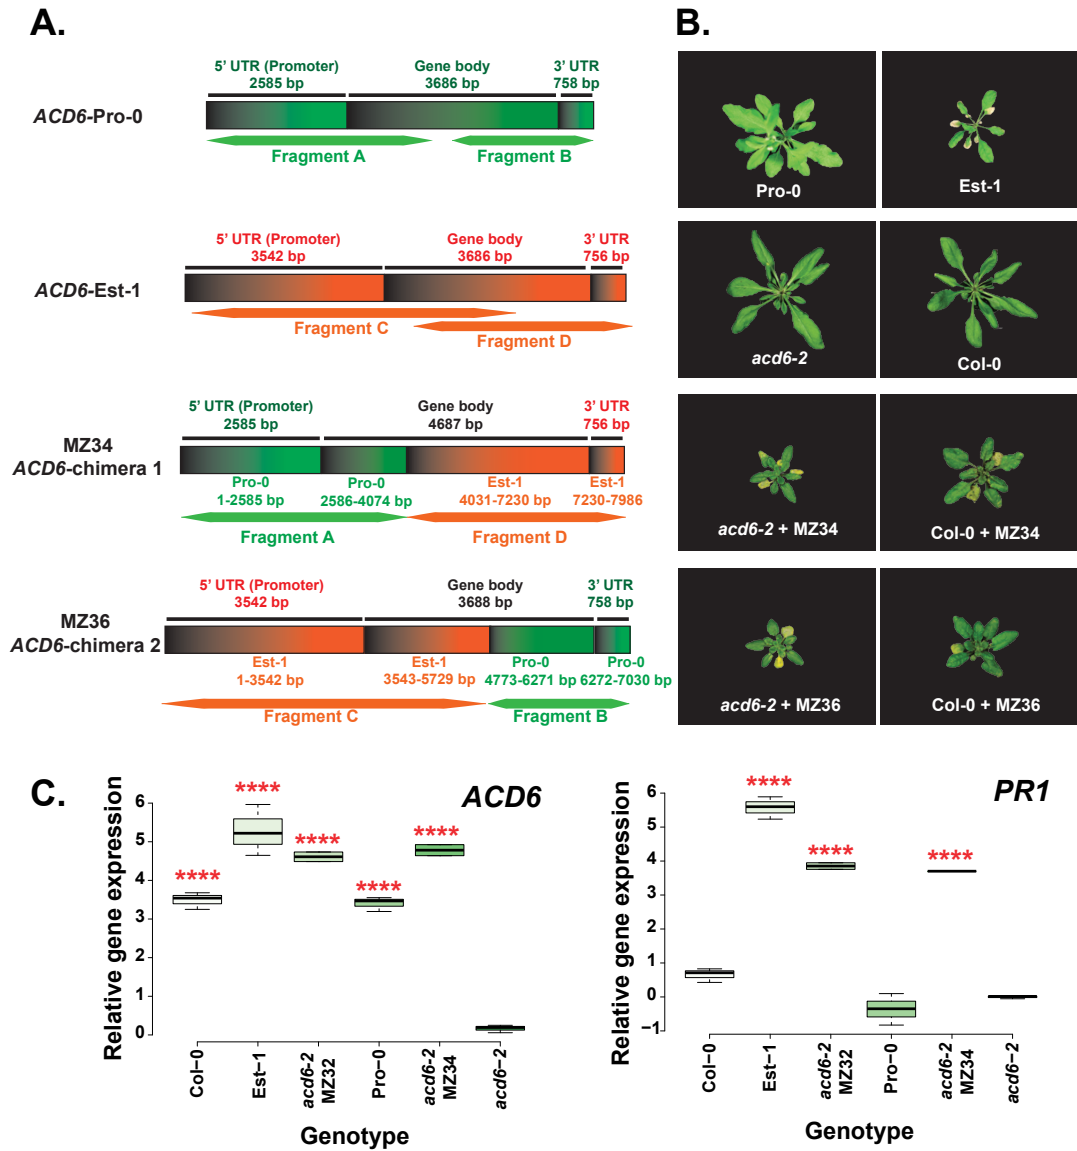 A.
5' UTR (Promoter) Gene body 3' UTR
2585 bp 3686 bp 758 bp
ACD6-Pro-0
Fragment A Fragment B
5' UTR (Promoter) Gene body 3' UTR
3542 bp 3686 bp 756 bp
ACD6-Est-1
Fragment C
Fragment D
5' UTR (Promoter) Gene body 3' UTR
2585 bp 4687 bp 756 bp
MZ34
ACD6-chimera 1
Pro-0 Pro-0 Est-1 Est-1
1-2585 bp 2586-4074 bp 4031-7230 bp 7230-7986
Fragment A Fragment D
5' UTR (Promoter) Gene body 3' UTR
3542 bp 3688 bp 758 bp
MZ36
ACD6-chimera 2
Est-1 Est-1 Pro-0 Pro-0
1-3542 bp 3543-5729 bp 4773-6271 bp 6272-7030 bp
Fragment C Fragment B
B.
Pro-0 Est-1
acd6-2 Col-0
acd6-2 + MZ34 Col-0 + MZ34
acd6-2 + MZ36 Col-0 + MZ36
C.
ACD6
Relative gene expression
6
5
4
3
2
1
0
**** **** **** **** ****
Col−0 Est−1 acd6-2 MZ32 Pro−0 acd6-2 MZ34 acd6−2
Genotype
PR1
Relative gene expression
6
5
4
3
2
1
0
−1
**** **** ****
Col−0 Est−1 acd6-2 MZ32 Pro−0 acd6-2 MZ34 acd6−2
Genotype